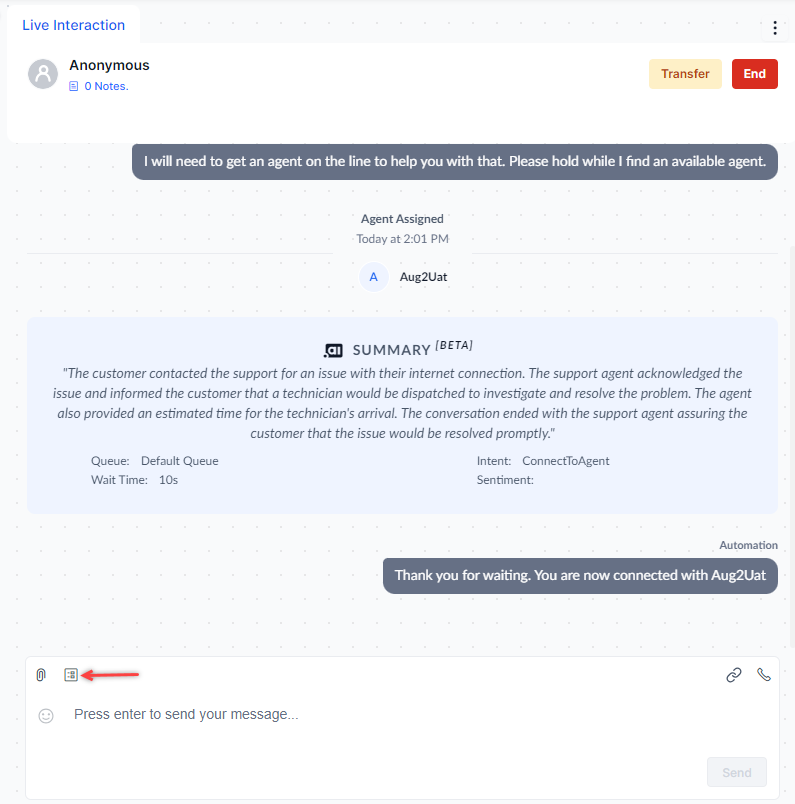 Live Interaction
Anonymous
0 Notes.
Transfer
End
I will need to get an agent on the line to help you with that. Please hold while I find an available agent.
Agent Assigned
Today at 2:01 PM
A Aug2Uat
.ai SUMMARY [BETA]
"The customer contacted the support for an issue with their internet connection. The support agent acknowledged the
issue and informed the customer that a technician would be dispatched to investigate and resolve the problem. The agent
also provided an estimated time for the technician's arrival. The conversation ended with the support agent assuring the
customer that the issue would be resolved promptly."
Queue: Default Queue
Intent: ConnectToAgent
Wait Time: 10s
Sentiment:
Automation
Thank you for waiting. You are now connected with Aug2Uat
Press enter to send your message...
Send